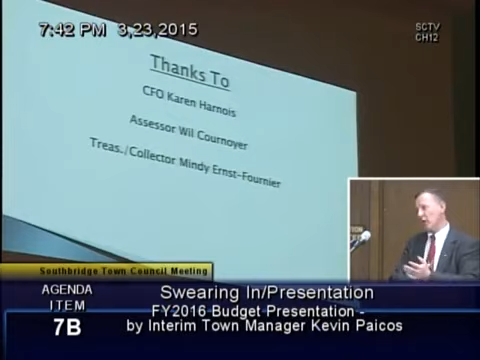 7:42 PM 3,23,2015
SCTV
CH12
Thanks To
CFO Karen Harnois
Assessor Wil Cournoyer
Treas./Collector Mindy Ernst-Fournier
Southbridge Town Council Meeting
AGENDA
ITEM
7B
Swearing In/Presentation
FY2016 Budget Presentation -
by Interim Town Manager Kevin Paicos